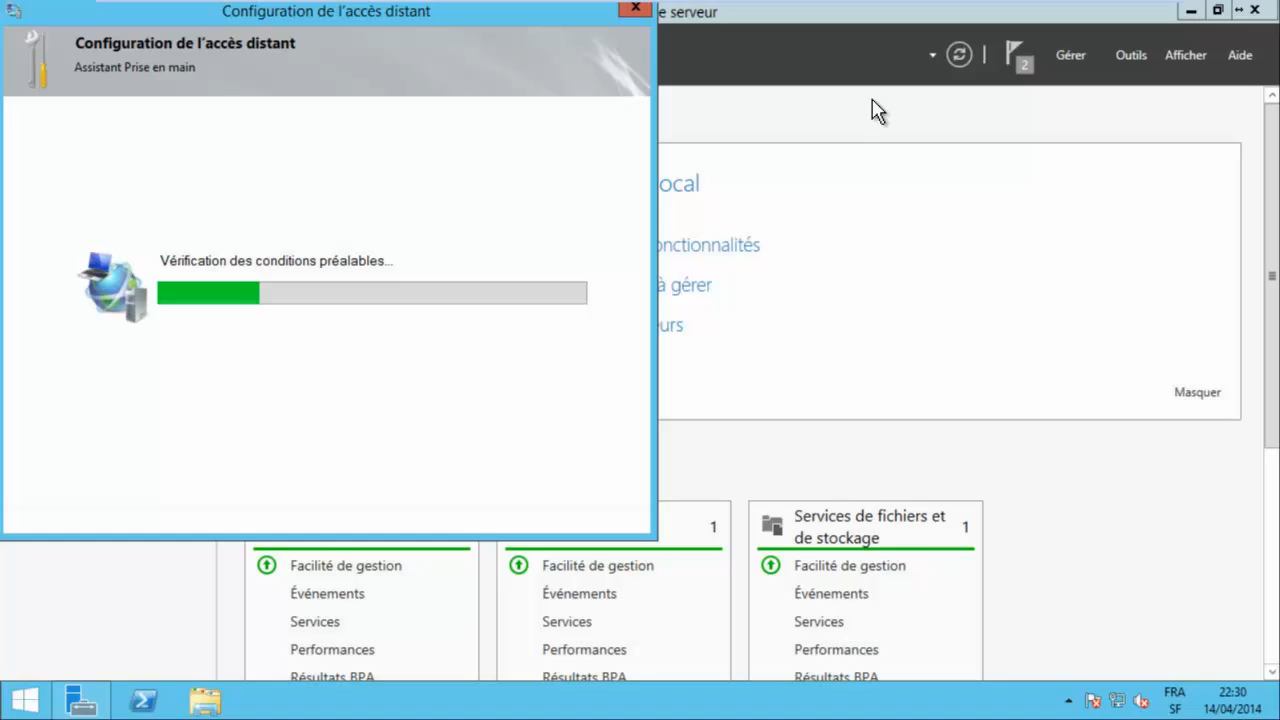 Configuration de l'accès distant
e serveur
Configuration de l'accès distant
Assistant Prise en main
2
Gérer
Outils
Afficher
Aide
ocal
onctionnalités
à gérer
eurs
Vérification des conditions préalables...
Masquer
1
Services de fichiers et
de stockage
1
Facilité de gestion
Événements
Services
Performances
Résultats BPA
Facilité de gestion
Événements
Services
Performances
Résultats BPA
Facilité de gestion
Événements
Services
Performances
Résultats BPA
FRA
SF
22:30
14/04/2014